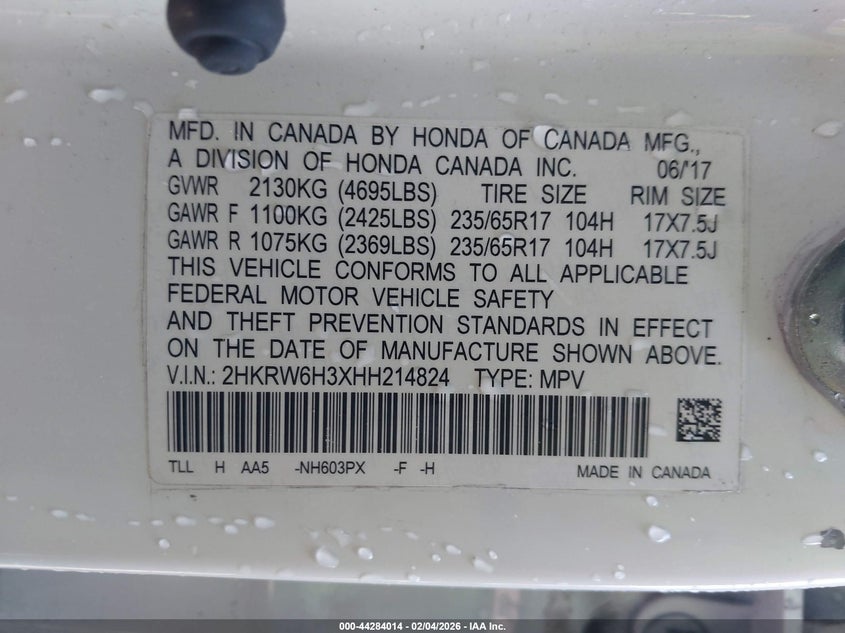 MFD. IN CANADA BY HONDA OF CANADA MFG.,
A DIVISION OF HONDA CANADA INC. 06/'17
GVWR 2130KG (4695LBS) TIRE SIZE RIM SIZE
GAWR F 1100KG (2425LBS) 235/65R17 104H 17X7.5J
GAWR R 1075KG (2369LBS) 235/65R17 104H 17X7.5J
THIS VEHICLE CONFORMS TO ALL APPLICABLE
FEDERAL MOTOR VEHICLE SAFETY
AND THEFT PREVENTION STANDARDS IN EFFECT
ON THE DATE OF MANUFACTURE SHOWN ABOVE.
V.I.N.: 2HKRW6H3XHH214824 TYPE: MPV
TLL H AA5 -NH603PX -F -H MADE IN CANADA
000-44284014 - 02/04/2026 - IAA Inc.